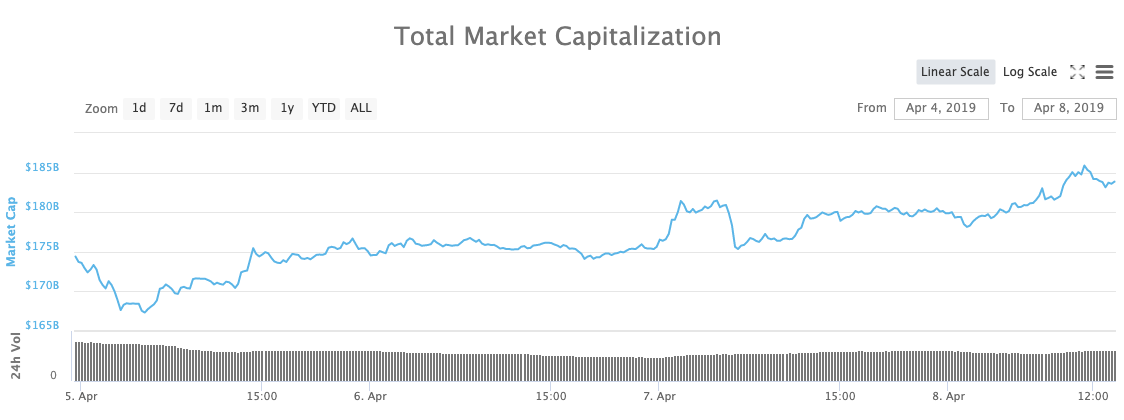 Total Market Capitalization
Linear Scale Log Scale
Zoom 1d 7d 1m 3m 1y YTD ALL From Apr 4, 2019 To Apr 8, 2019
$185B
$180B
$175B
$170B
$165B
Market Cap
24h Vol
0
5. Apr 15:00 6. Apr 15:00 7. Apr 15:00 8. Apr 12:00